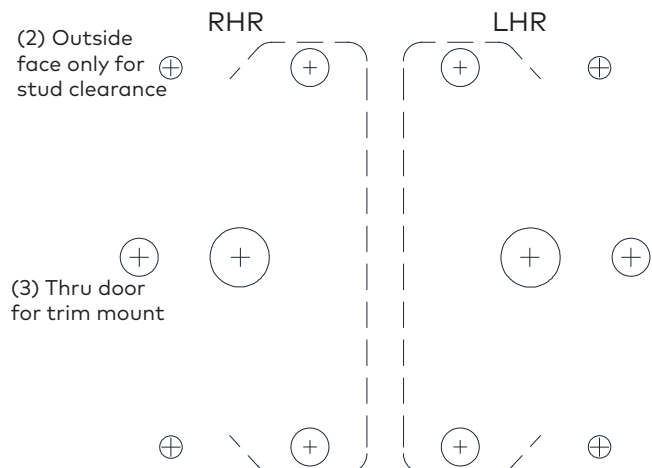 RHR
LHR
(2) Outside
face only for
stud clearance
(3) Thru door
for trim mount